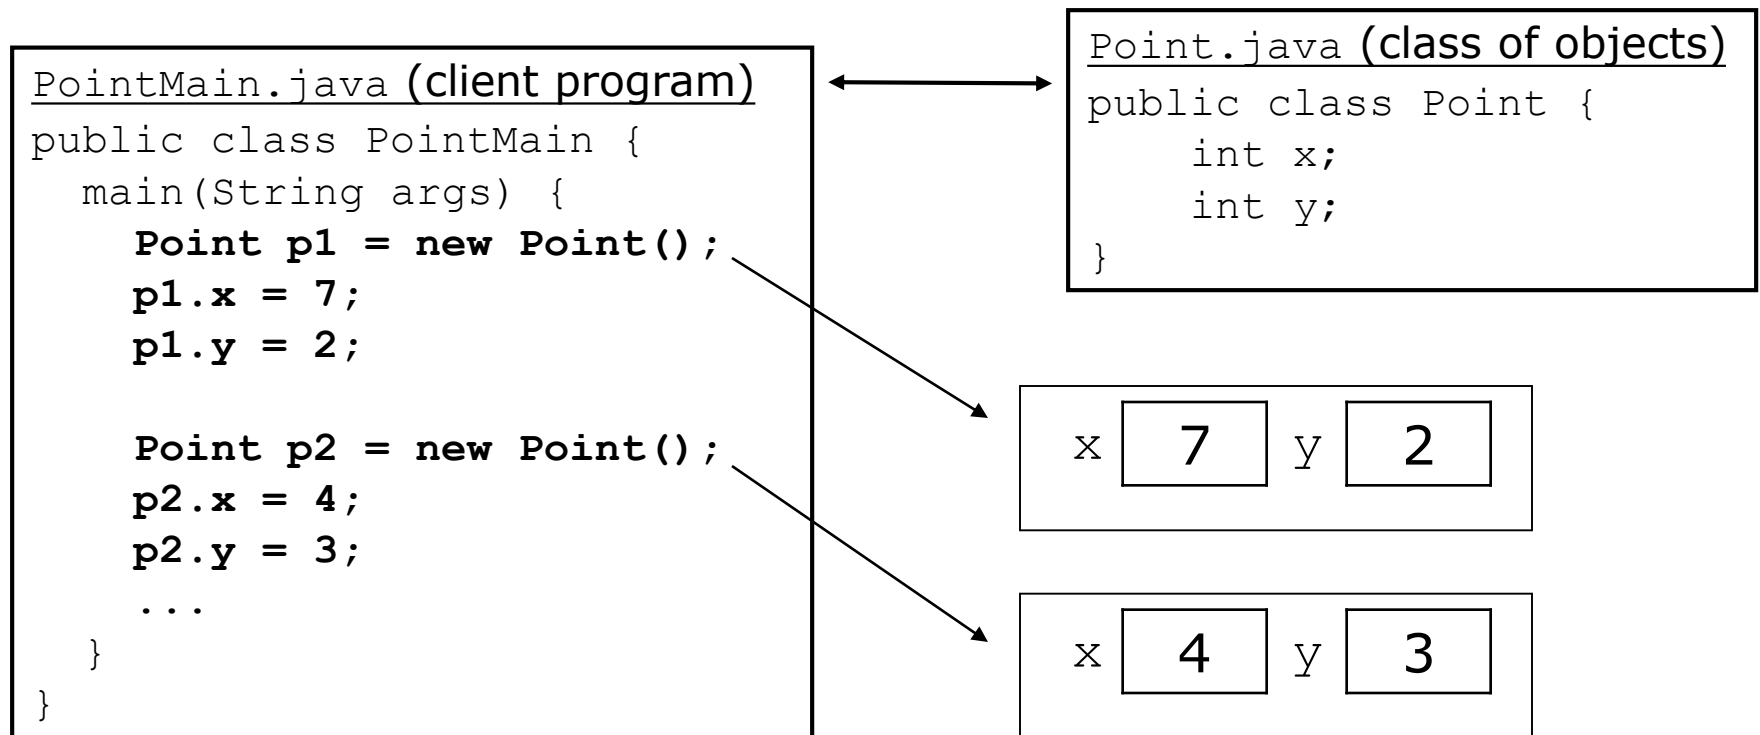 PointMain.java (client program)
public class PointMain {
main(String args) {
Point p1 = new Point();
p1.x = 7;
p1.y = 2;
Point p2 = new Point();
p2.x = 4;
p2.y = 3;
...
}
}
Point.java (class of objects)
public class Point {
int x;
int y;
}
x 7 y 2
x 4 y 3